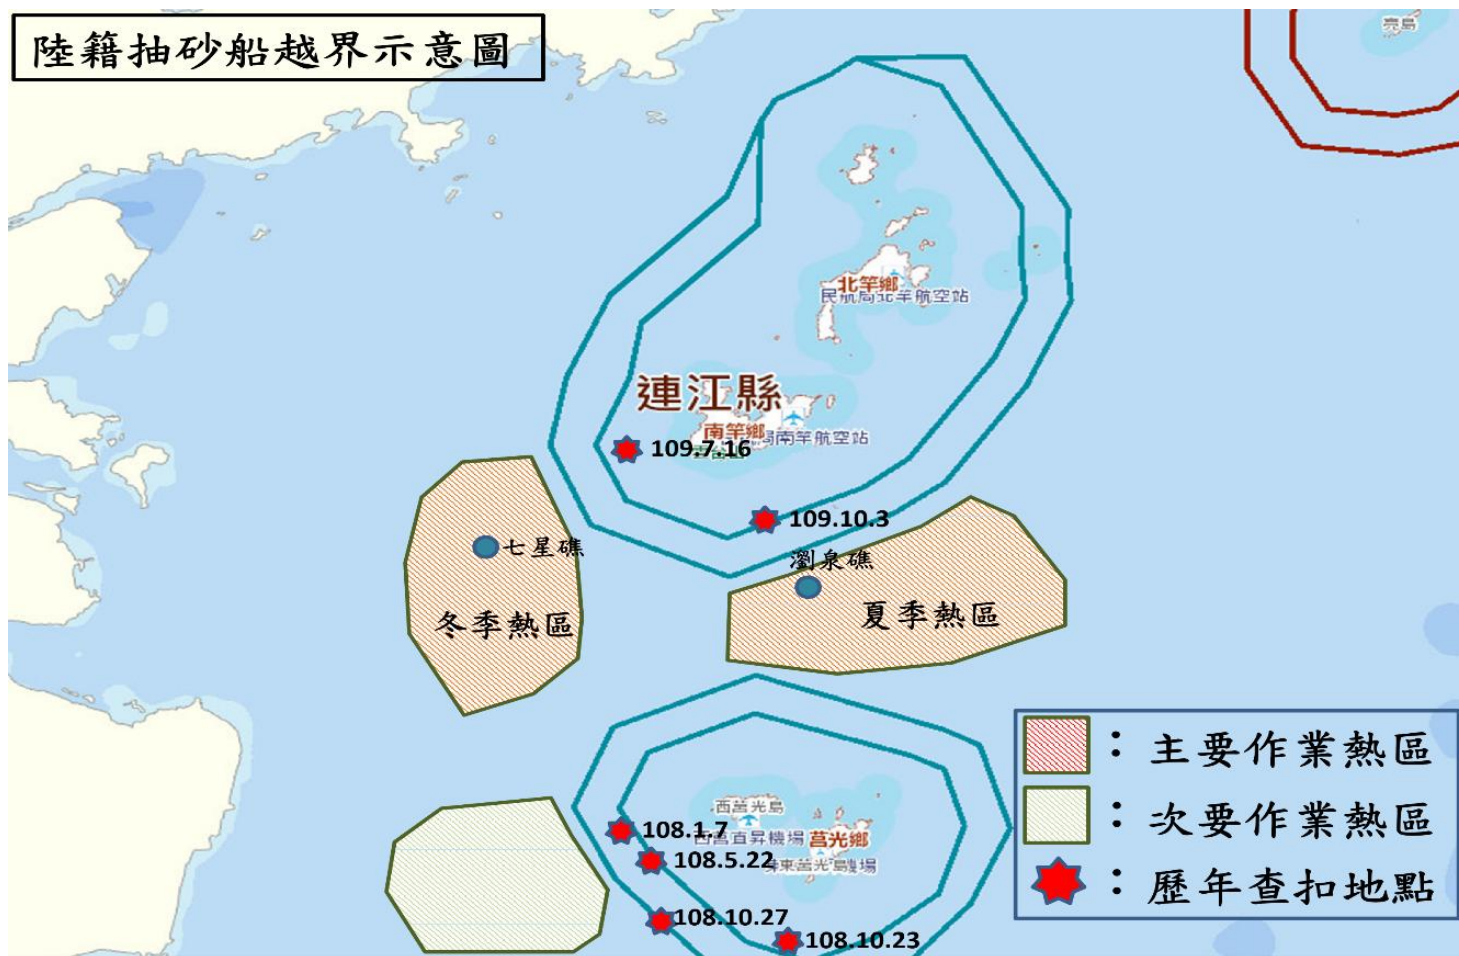 陸籍抽砂船越界示意圖
亮島
北竿鄉
民航局北竿航空站
連江縣
南竿鄉
局南竿航空站
109.7.16
109.10.3
七星礁
瀏泉礁
冬季熱區
夏季熱區
主要作業熱區
次要作業熱區
歷年查扣地點
西莒光島
108.1.7
西莒直昇機場
莒光鄉
108.5.22
東莒光島
機場
108.10.27
108.10.23